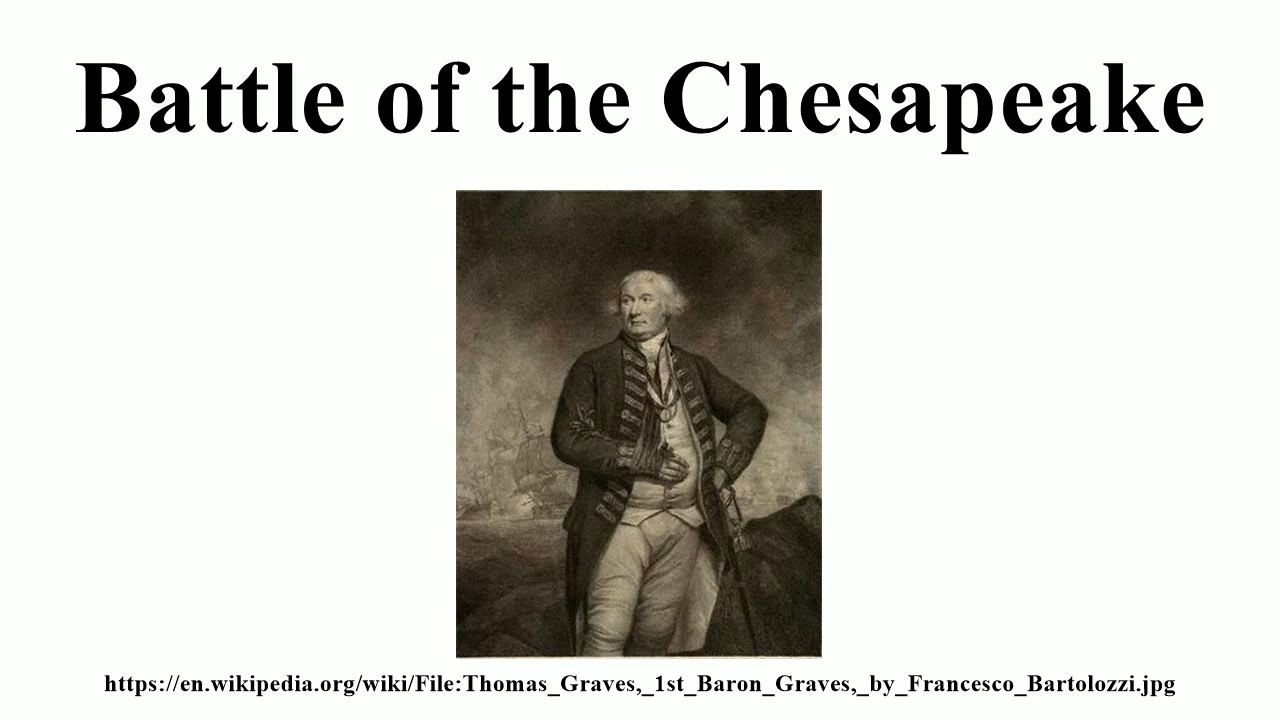 Battle of the Chesapeake
https://en.wikipedia.org/wiki/File:Thomas_Graves,_1st_Baron_Graves,_by_Francesco_Bartolozzi.jpg